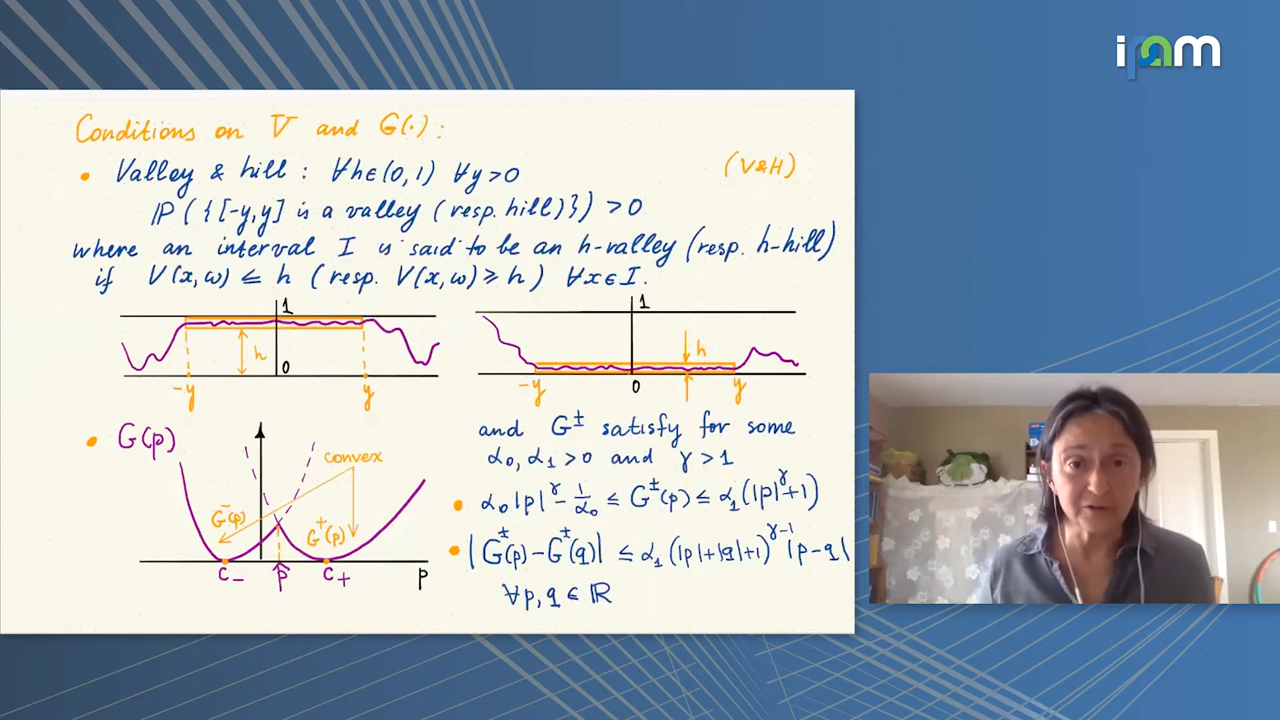 ipam
Conditions on V and G(·):
• Valley & hill: ∀h∈(0,1) ∀y>0 (V&H)
ℙ({[-y,y] is a valley (resp. hill)}) > 0
where an interval I is said to be an h-valley (resp. h-hill)
if V(x,ω) ≤ h (resp. V(x,ω) ≥ h) ∀x∈I.
1
h
0
-y
y
1
h
-y
0
y
• G(p)
convex
G⁻(p)
G⁺(p)
c₋
p̂
c₊
p
and G± satisfy for some
α₀, α₁ > 0 and γ > 1
• α₀|p|^γ - 1/α₀ ≤ G±(p) ≤ α₁(|p|^γ+1)
• |G±(p) - G±(q)| ≤ α₁(|p|+|q|+1)^(γ-1) |p-q|
∀p,q ∈ ℝ